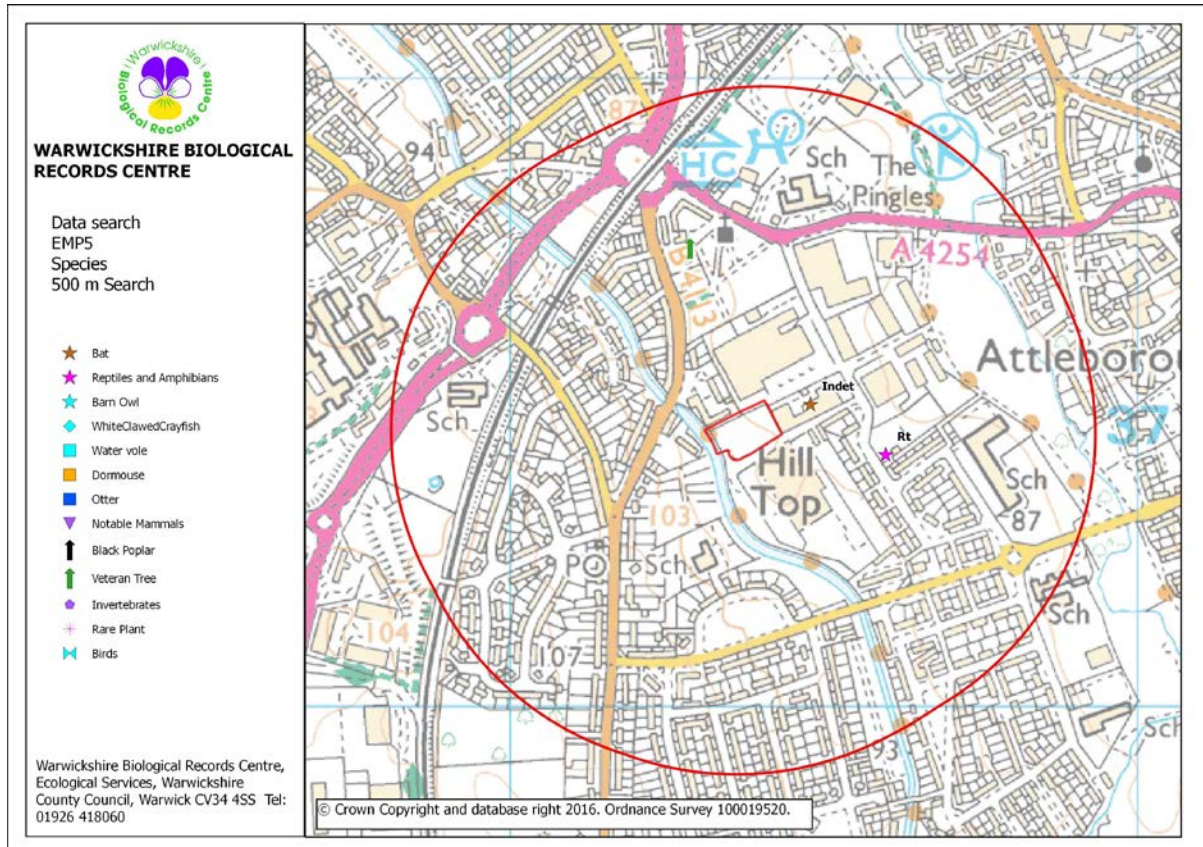 Warwickshire
Biological Records Centre
WARWICKSHIRE BIOLOGICAL
RECORDS CENTRE
Data search
EMP5
Species
500 m Search
Bat
Reptiles and Amphibians
Barn Owl
WhiteClawedCrayfish
Water vole
Dormouse
Otter
Notable Mammals
Black Poplar
Veteran Tree
Invertebrates
Rare Plant
Birds
Warwickshire Biological Records Centre,
Ecological Services, Warwickshire
County Council, Warwick CV34 4SS Tel:
01926 418060
87
94
HC
Sch
The
Pingles
A 4254
B4113
Attleborou
Indet
37
Sch
Rt
Hill
Top
Sch
87
103
PO
Sch
Sch
104
107
93
Sch
© Crown Copyright and database right 2016. Ordnance Survey 100019520.